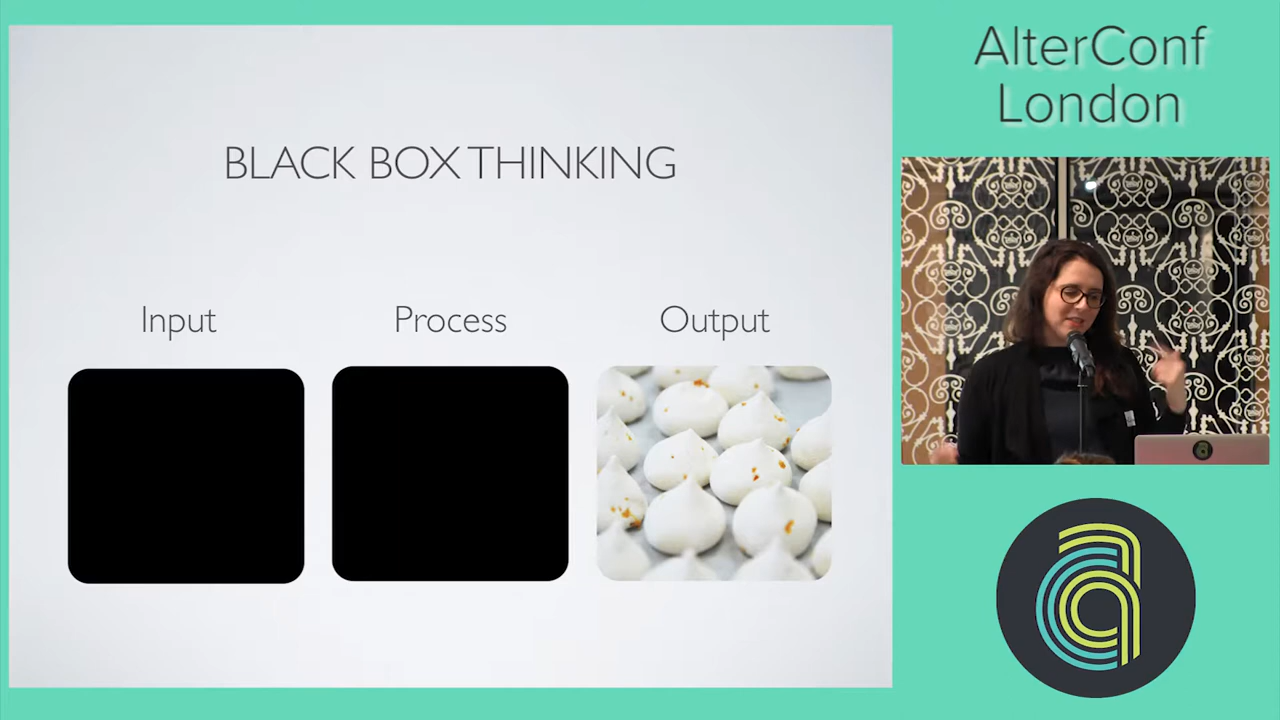 BLACK BOX THINKING
Input
Process
Output
AlterConf
London